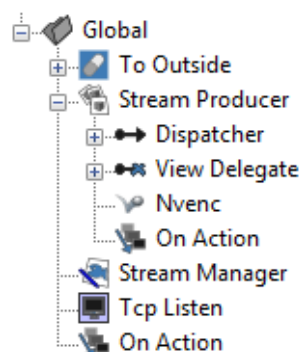 Global
To Outside
Stream Producer
Dispatcher
View Delegate
Nvenc
On Action
Stream Manager
Tcp Listen
On Action